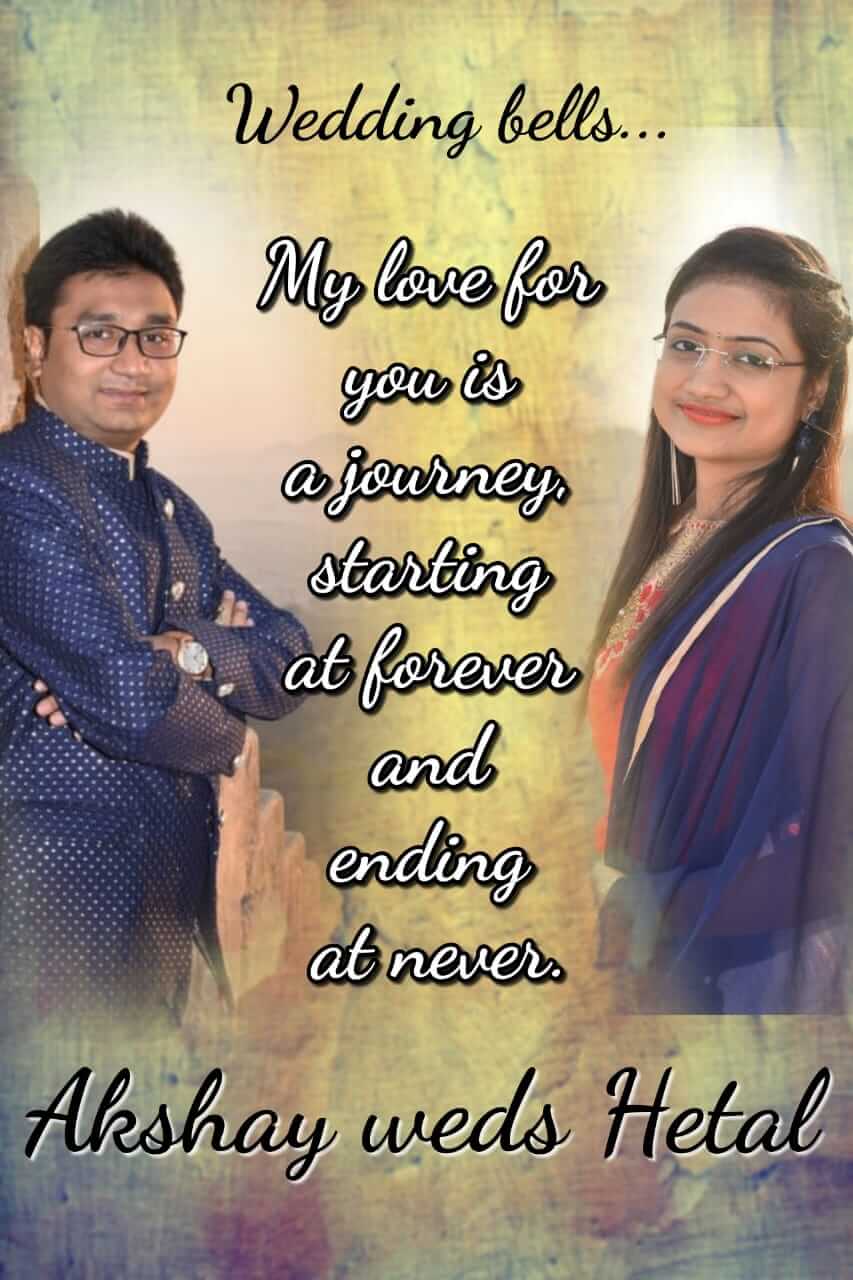 Wedding bells...
My love for
you is
a journey,
starting
at forever
and
ending
at never.
Akshay weds Hetal